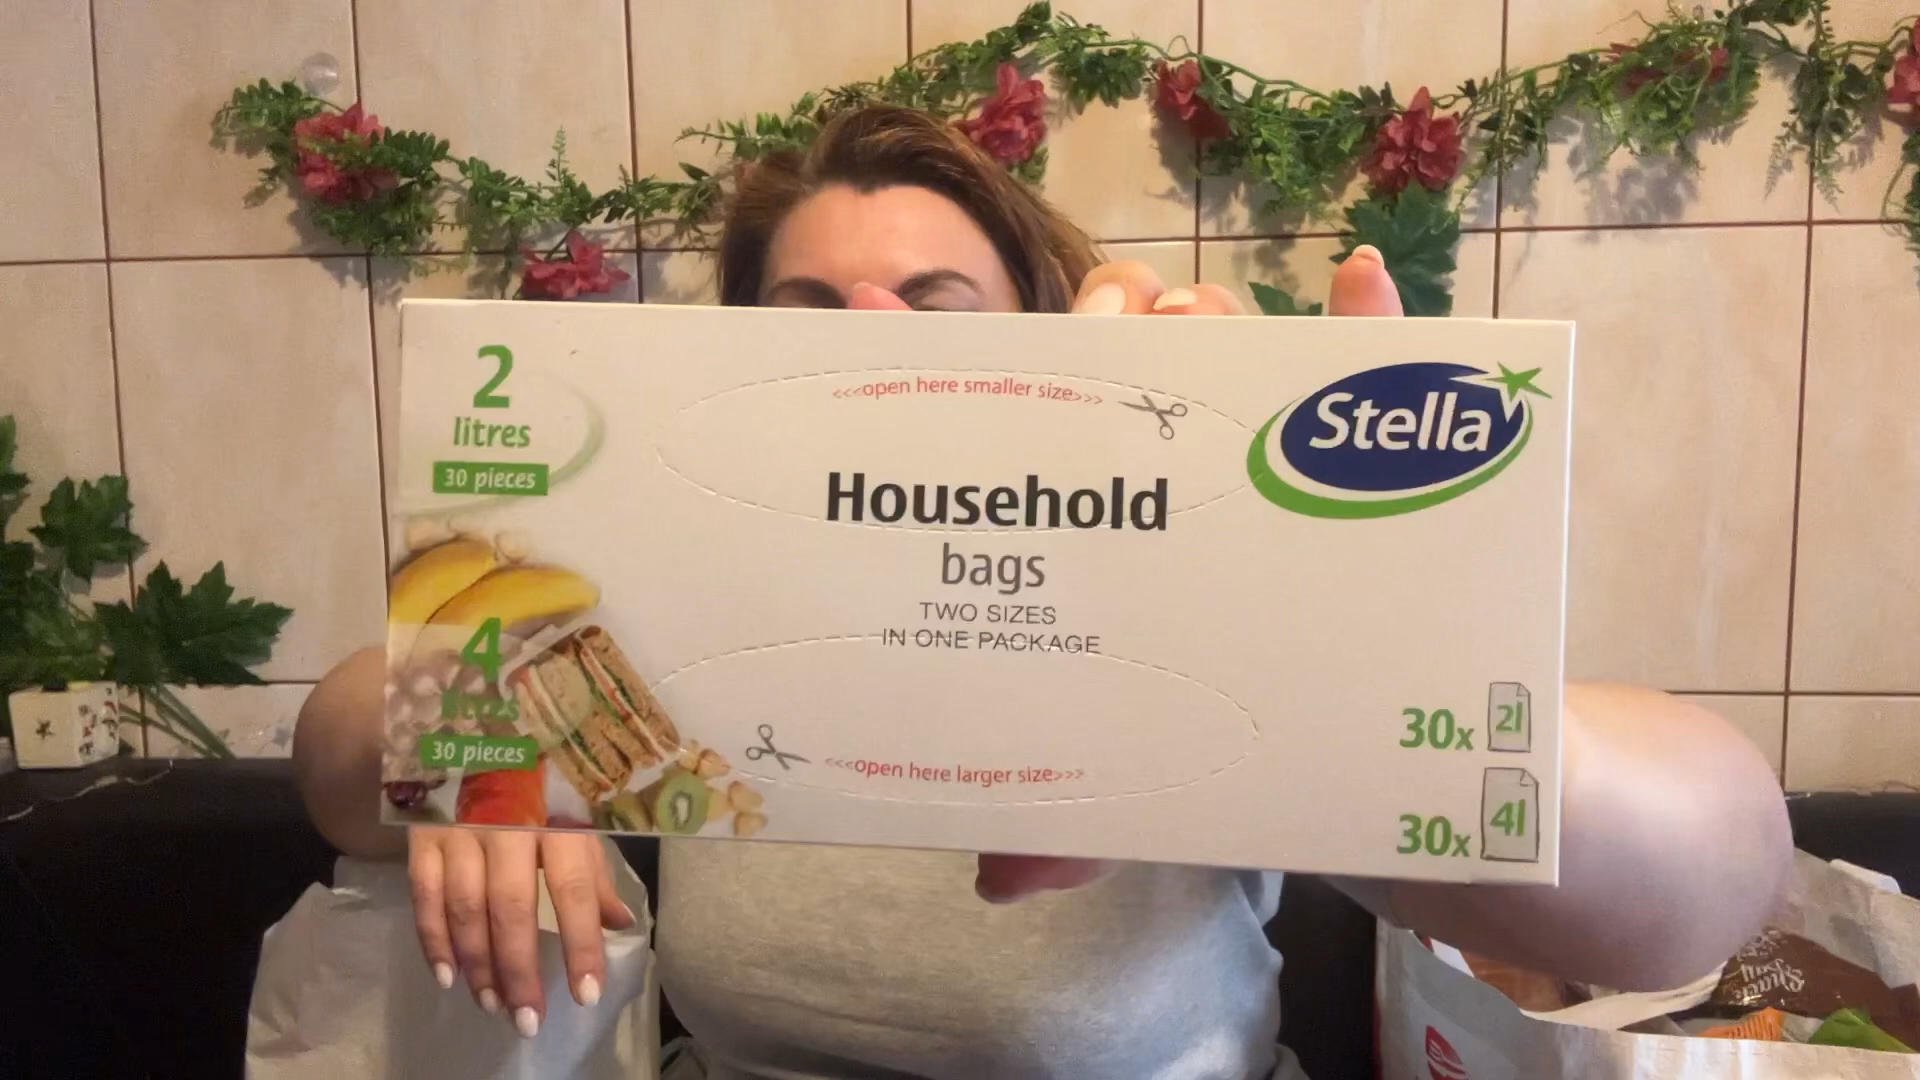 2
litres
30 pieces
<<<open here smaller size>>>
Stella
Household
bags
TWO SIZES
IN ONE PACKAGE
4
litres
30 pieces
<<<open here larger size>>>
30x 2l
30x 4l